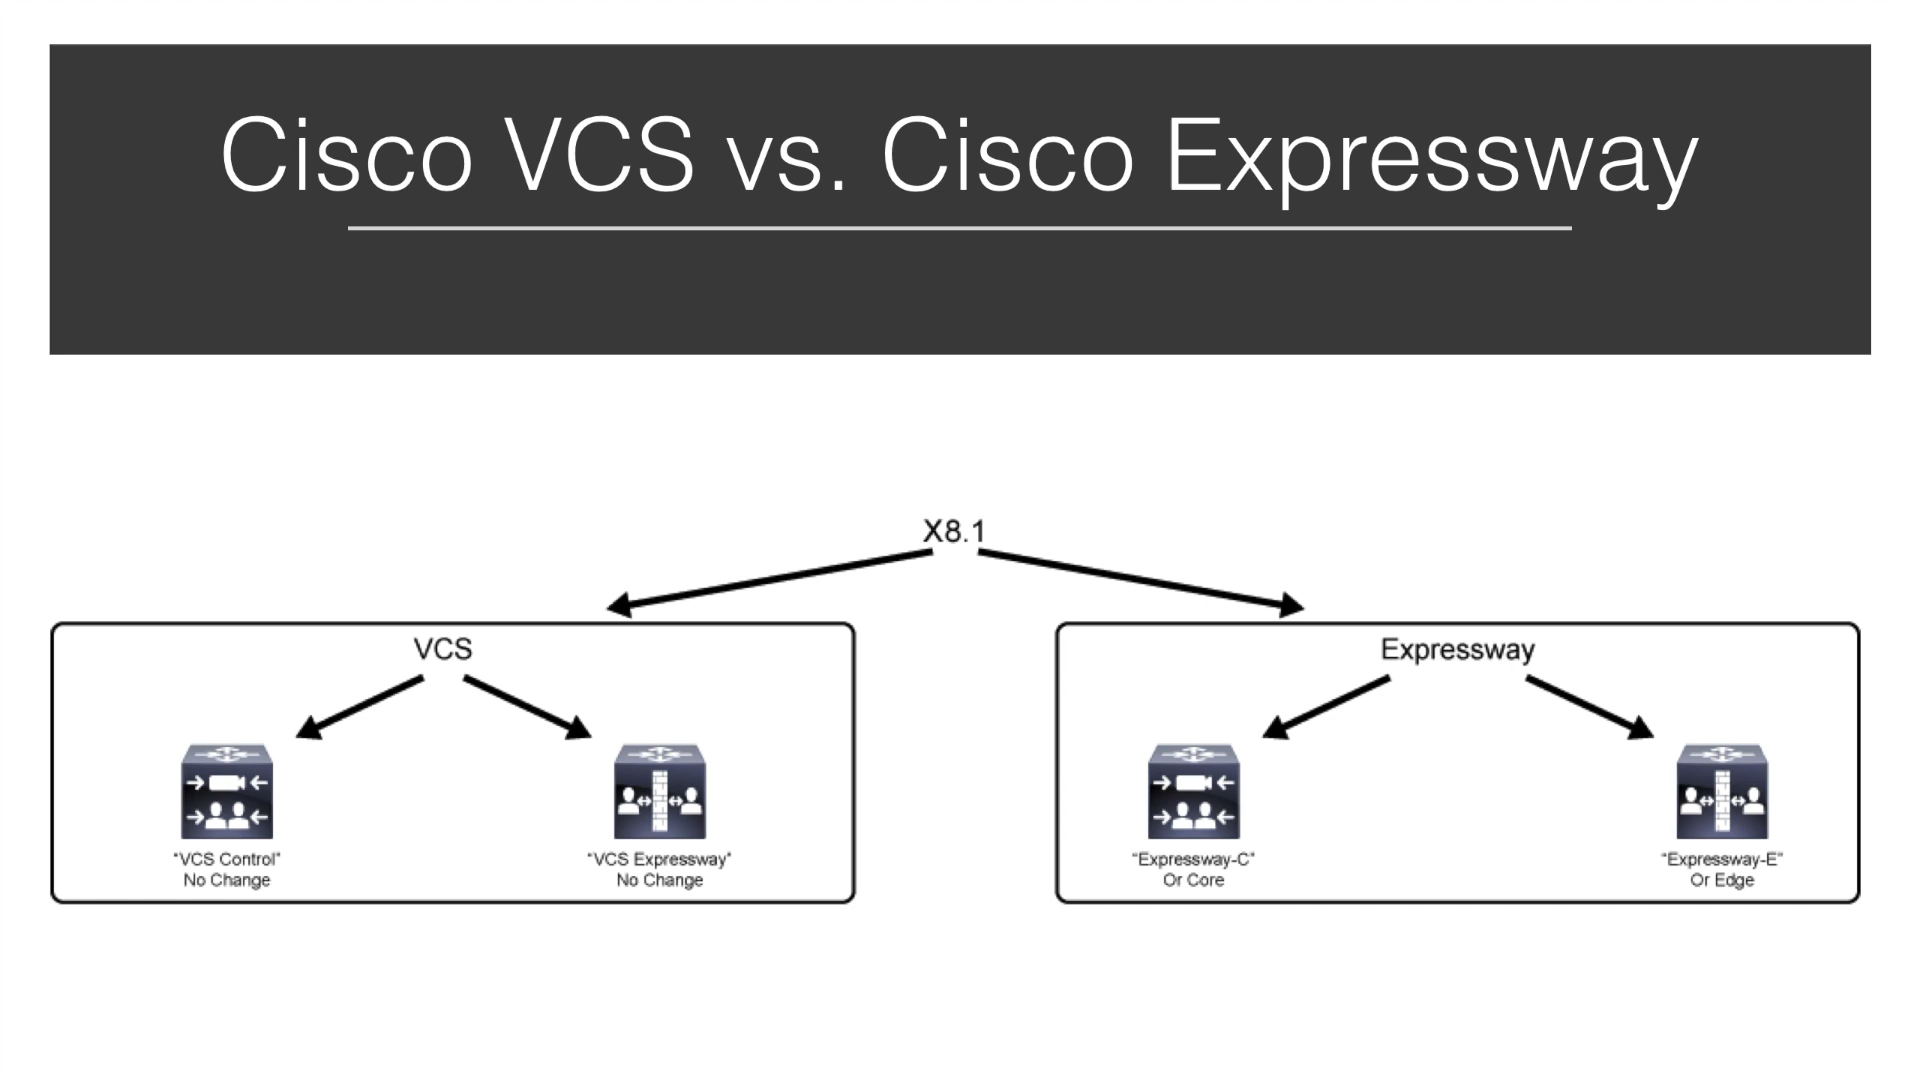 Cisco VCS vs. Cisco Expressway
X8.1
VCS
Expressway
"VCS Control"
No Change
"VCS Expressway"
No Change
"Expressway-C"
Or Core
"Expressway-E"
Or Edge